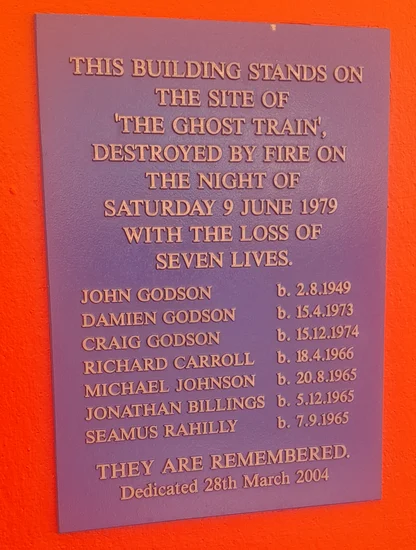 THIS BUILDING STANDS ON
THE SITE OF
'THE GHOST TRAIN',
DESTROYED BY FIRE ON
THE NIGHT OF
SATURDAY 9 JUNE 1979
WITH THE LOSS OF
SEVEN LIVES.
JOHN GODSON b. 2.8.1949
DAMIEN GODSON b. 15.4.1973
CRAIG GODSON b. 15.12.1974
RICHARD CARROLL b. 18.4.1966
MICHAEL JOHNSON b. 20.8.1965
JONATHAN BILLINGS b. 5.12.1965
SEAMUS RAHILLY b. 7.9.1965
THEY ARE REMEMBERED.
Dedicated 28th March 2004